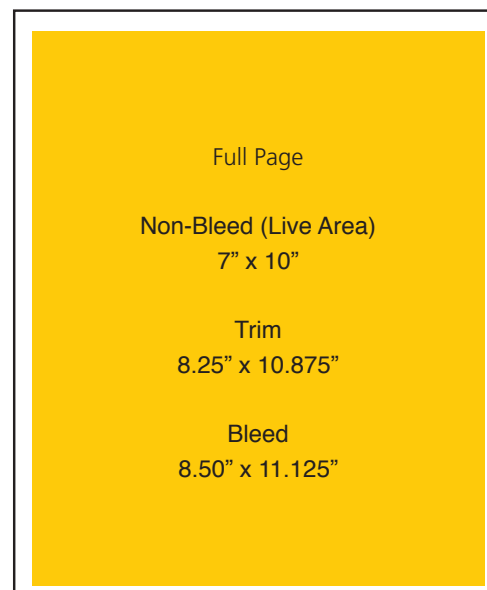 Full Page
Non-Bleed (Live Area)
7” x 10”
Trim
8.25” x 10.875”
Bleed
8.50” x 11.125”